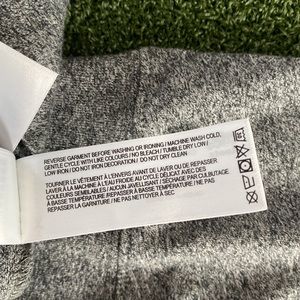 REVERSE GARMENT BEFORE WASHING OR IRONING / MACHINE WASH COLD,
GENTLE CYCLE WITH LIKE COLOURS / NO BLEACH / TUMBLE DRY LOW /
LOW IRON / DO NOT IRON DECORATION / DO NOT DRY CLEAN
TOURNER LE VÊTEMENT À L'ENVERS AVANT DE LAVER OU DE REPASSER
LAVER À LA MACHINE À L'EAU FROIDE AU CYCLE DÉLICAT AVEC DES
COULEURS SEMBLABLES / AUCUN JAVELLISANT / SÉCHAGE PAR CULBUTAGE
À BASSE TEMPÉRATURE / REPASSER À BASSE TEMPÉRATURE / NE PAS
REPASSER LA GARNITURE / NE PAS NETTOYER À SEC